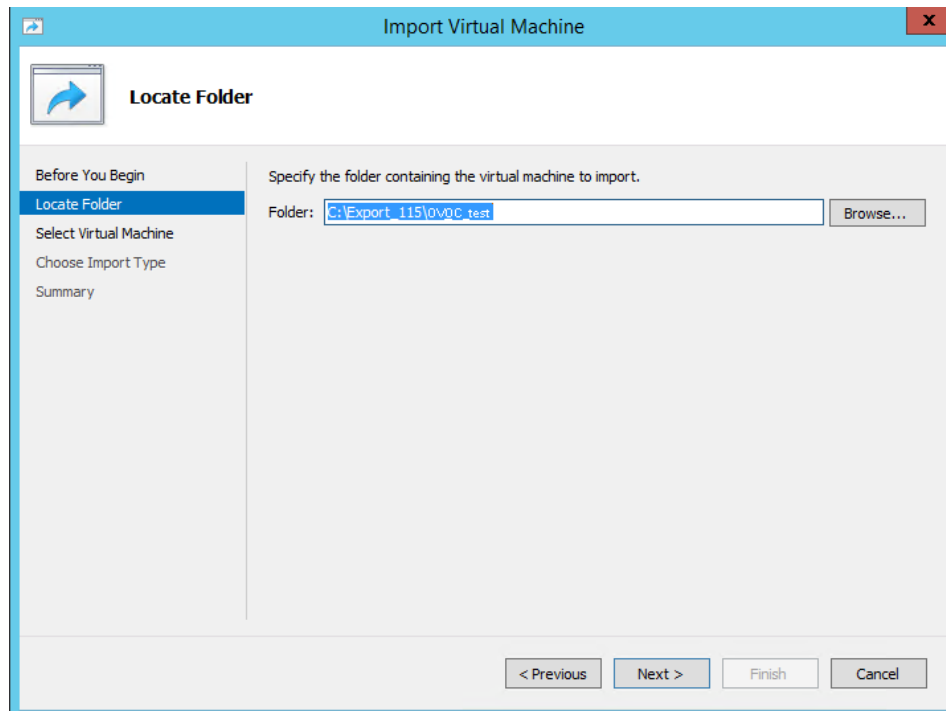 Import Virtual Machine
x
Locate Folder
Before You Begin
Locate Folder
Select Virtual Machine
Choose Import Type
Summary
Specify the folder containing the virtual machine to import.
Folder: C:\Export_115\OVOC_test Browse...
< Previous Next > Finish Cancel